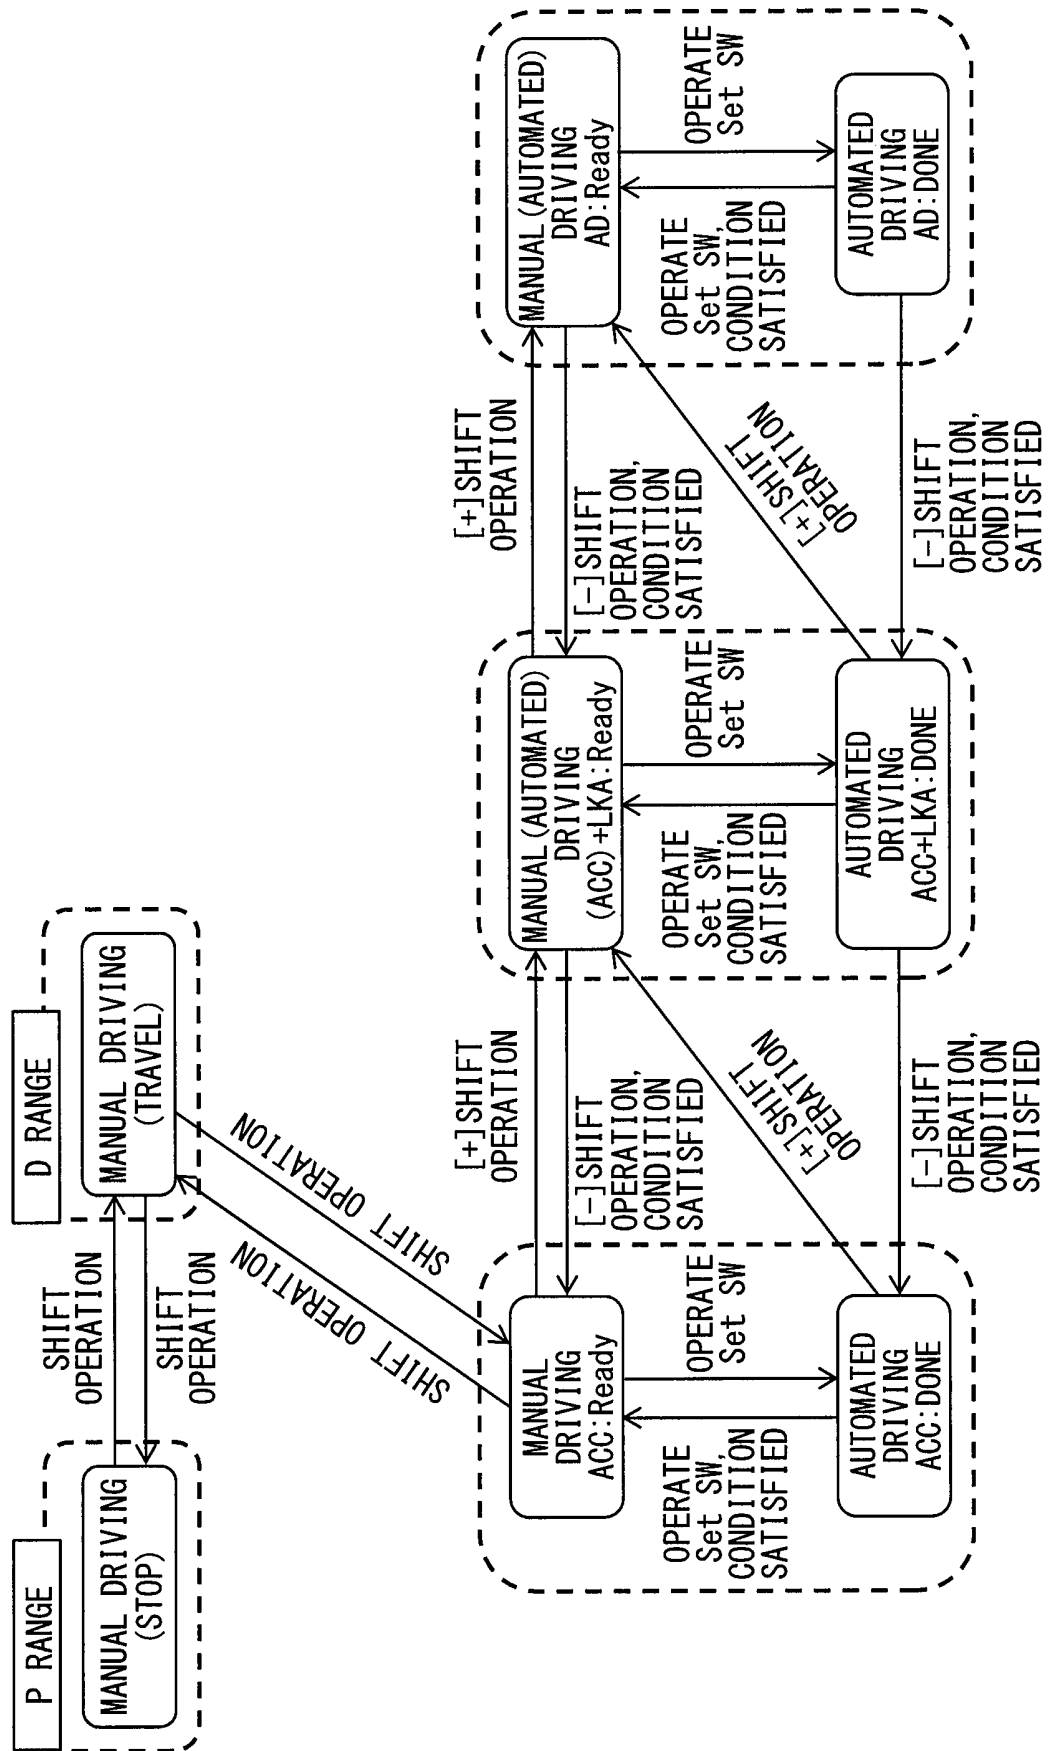 P RANGE
MANUAL DRIVING
(STOP)
SHIFT
OPERATION
SHIFT
OPERATION
D RANGE
MANUAL DRIVING
(TRAVEL)
SHIFT OPERATION
SHIFT OPERATION
MANUAL
DRIVING
ACC:Ready
OPERATE
Set SW,
CONDITION
SATISFIED
OPERATE
Set SW
AUTOMATED
DRIVING
ACC:DONE
[+]SHIFT
OPERATION
[-]SHIFT
OPERATION,
CONDITION
SATISFIED
[+]SHIFT
OPERATION
[-]SHIFT
OPERATION,
CONDITION
SATISFIED
MANUAL(AUTOMATED)
DRIVING
(ACC)+LKA:Ready
OPERATE
Set SW,
CONDITION
SATISFIED
OPERATE
Set SW
AUTOMATED
DRIVING
ACC+LKA:DONE
[+]SHIFT
OPERATION
[-]SHIFT
OPERATION,
CONDITION
SATISFIED
[+]SHIFT
OPERATION
[-]SHIFT
OPERATION,
CONDITION
SATISFIED
MANUAL(AUTOMATED)
DRIVING
AD:Ready
OPERATE
Set SW,
CONDITION
SATISFIED
OPERATE
Set SW
AUTOMATED
DRIVING
AD:DONE